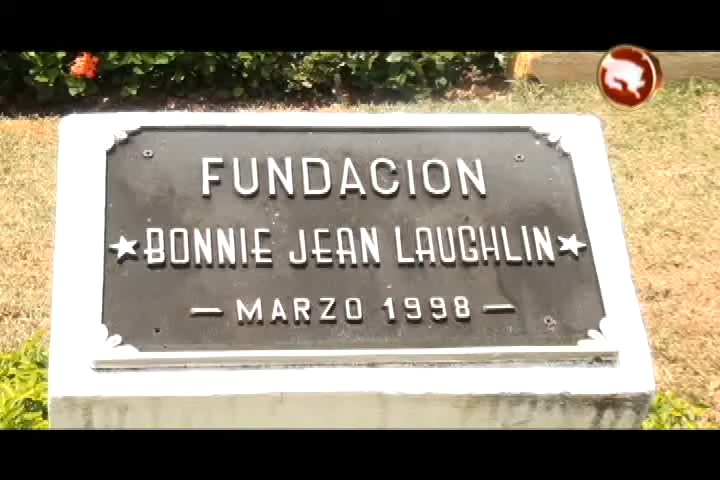 FUNDACION
BONNIE JEAN LAUGHLIN
— MARZO 1998 —